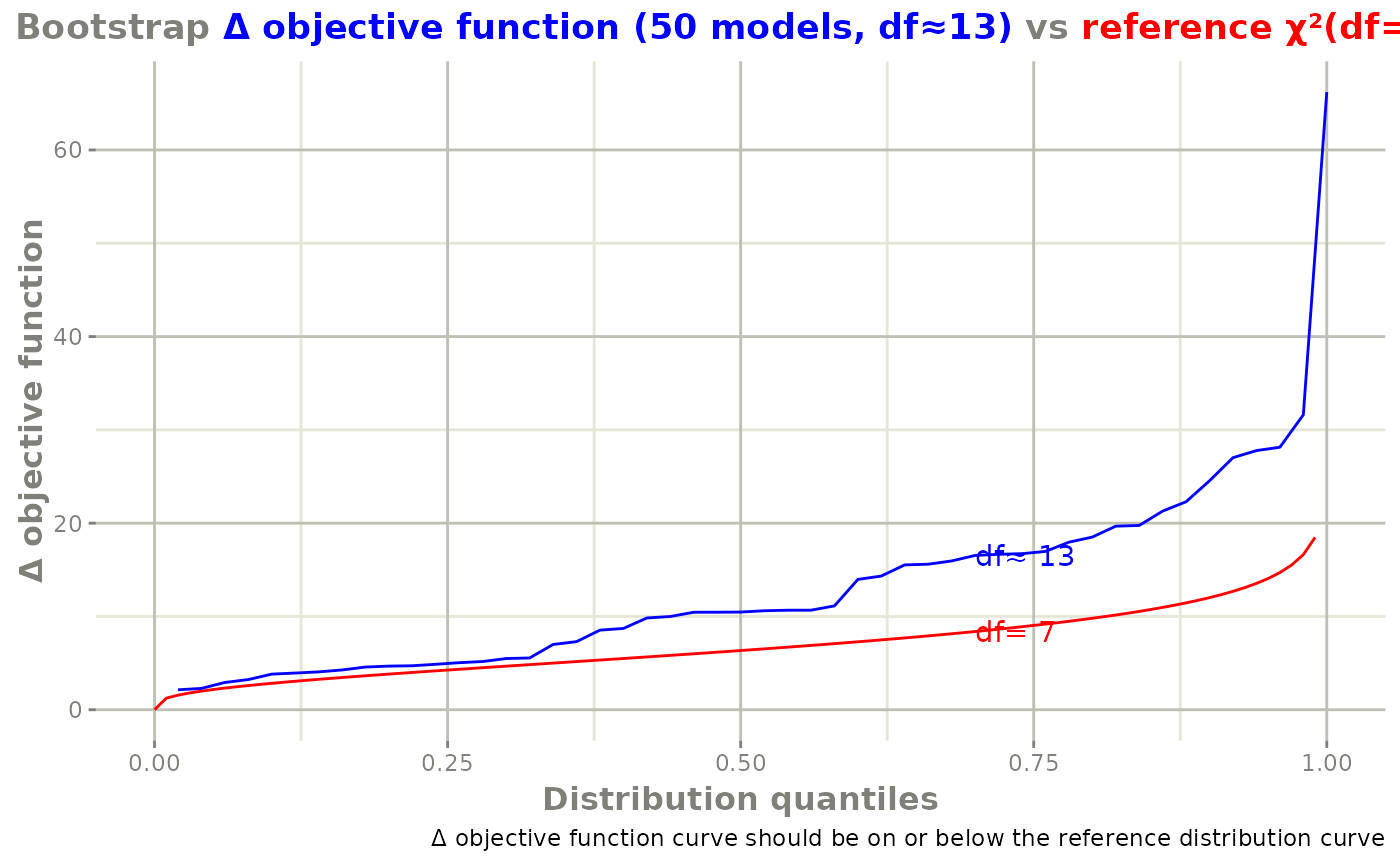 Bootstrap Δ objective function (50 models, df≈13) vs reference χ²(df=
Δ objective function
60
40
20
0
df≈ 13
df= 7
0.00 0.25 0.50 0.75 1.00
Distribution quantiles
Δ objective function curve should be on or below the reference distribution curve